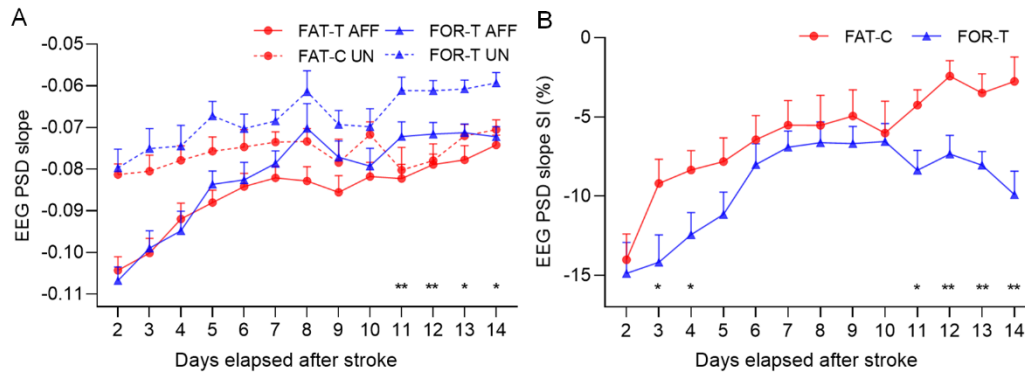 A
FAT-T AFF
FOR-T AFF
FAT-C UN
FOR-T UN
EEG PSD slope
-0.05
-0.06
-0.07
-0.08
-0.09
-0.10
-0.11
** ** * *
2 3 4 5 6 7 8 9 10 11 12 13 14
Days elapsed after stroke
B
FAT-C FOR-T
EEG PSD slope SI (%)
0
-5
-10
-15
* * * ** ** **
2 3 4 5 6 7 8 9 10 11 12 13 14
Days elapsed after stroke